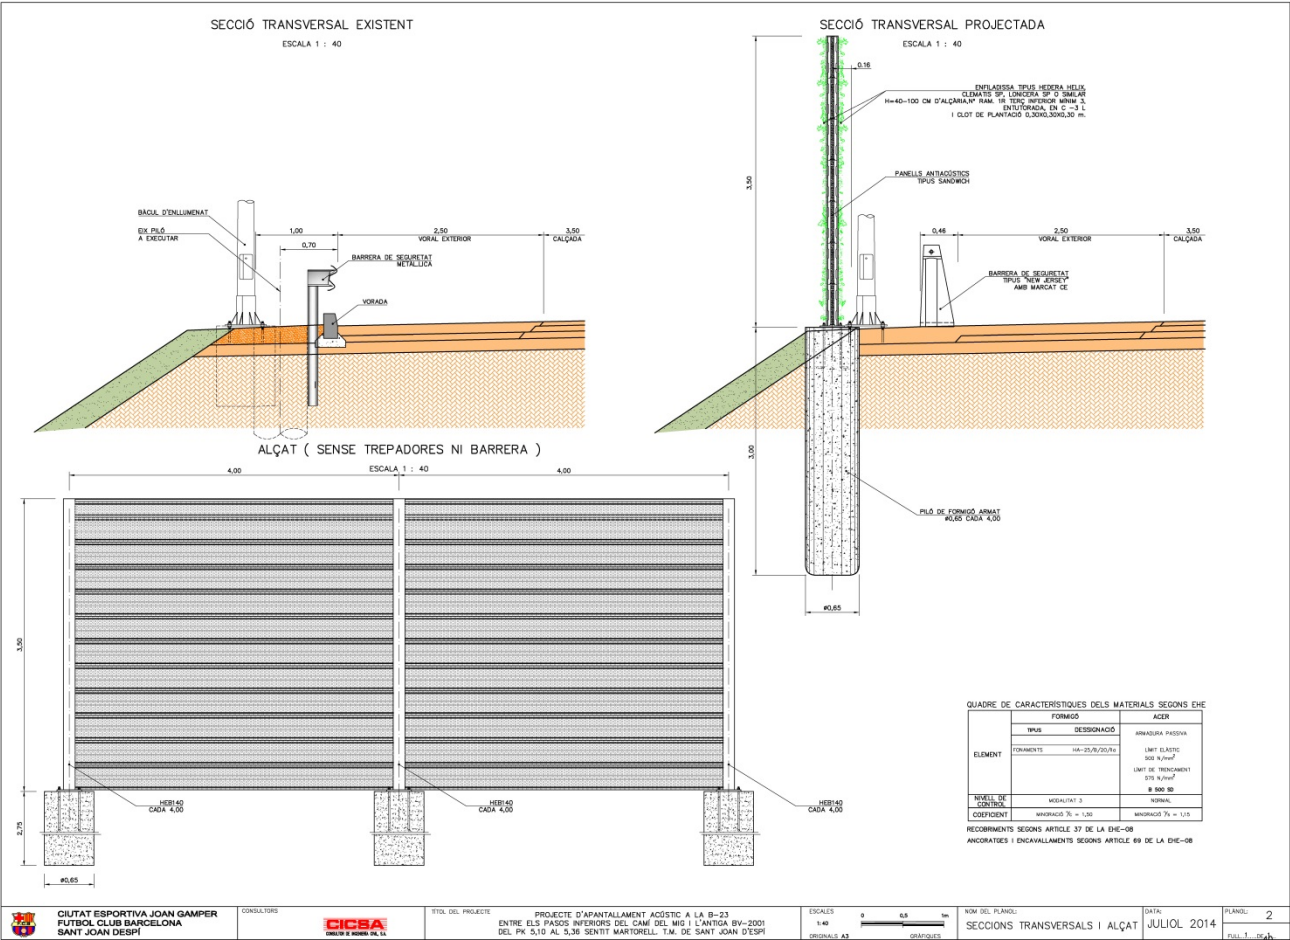 SECCIÓ TRANSVERSAL EXISTENT
ESCALA 1 : 40
BÀCUL D'ENLLUMENAT
EIX PILÓ
A EXECUTAR
1,00
0,70
2,50
VORAL EXTERIOR
3,50
CALÇADA
BARRERA DE SEGURETAT
METÀL.LICA
VORADA
SECCIÓ TRANSVERSAL PROJECTADA
ESCALA 1 : 40
0.16
ENFILADISSA TIPUS HEDERA HELIX,
CLEMATIS SP, LONICERA SP O SIMILAR
H=40-100 CM D'ALÇÀRIA,Nº RAM. 1R TERÇ INFERIOR MÍNIM 3,
ENTUTORADA, EN C -3 L
I CLOT DE PLANTACIÓ 0,30X0,30X0,30 m.
3,50
PANELLS ANTIACÚSTICS
TIPUS SANDWICH
0,46
2,50
VORAL EXTERIOR
3,50
CALÇADA
BARRERA DE SEGURETAT
TIPUS "NEW JERSEY"
AMB MARCAT CE
3,00
PILÓ DE FORMIGÓ ARMAT
ø0,65 CADA 4,00
ø0,65
ALÇAT ( SENSE TREPADORES NI BARRERA )
ESCALA 1 : 40
4,00
4,00
3,50
HEB140
CADA 4,00
HEB140
CADA 4,00
HEB140
CADA 4,00
2,75
ø0,65
QUADRE DE CARACTERÍSTIQUES DELS MATERIALS SEGONS EHE
ELEMENT
FORMIGÓ
ACER
TIPUS
DESSIGNACIÓ
ARMADURA PASSIVA
FONAMENTS
HA-25/B/20/IIa
LÍMIT ELÀSTIC
500 N/mm²
LÍMIT DE TRENCAMENT
575 N/mm²
B 500 SD
NIVELL DE
CONTROL
MODALITAT 3
NORMAL
COEFICIENT
MINORACIÓ γc = 1,50
MINORACIÓ γs = 1,15
RECOBRIMENTS SEGONS ARTICLE 37 DE LA EHE-08
ANCORATGES I ENCAVALLAMENTS SEGONS ARTICLE 69 DE LA EHE-08
CIUTAT ESPORTIVA JOAN GAMPER
FUTBOL CLUB BARCELONA
SANT JOAN DESPÍ
CONSULTORS
CICSA
CONSULTOR DE INGENIERIA CIVIL, S.A.
TÍTOL DEL PROJECTE
PROJECTE D'APANTALLAMENT ACÚSTIC A LA B-23
ENTRE ELS PASOS INFERIORS DEL CAMÍ DEL MIG I L'ANTIGA BV-2001
DEL PK 5,10 AL 5,36 SENTIT MARTORELL. T.M. DE SANT JOAN D'ESPÍ
ESCALES
1:40
ORIGINALS A3
0 0,5 1m
GRÀFIQUES
NOM DEL PLÀNOL:
SECCIONS TRANSVERSALS I ALÇAT
DATA:
JULIOL 2014
PLÀNOL:
2
FULL 1